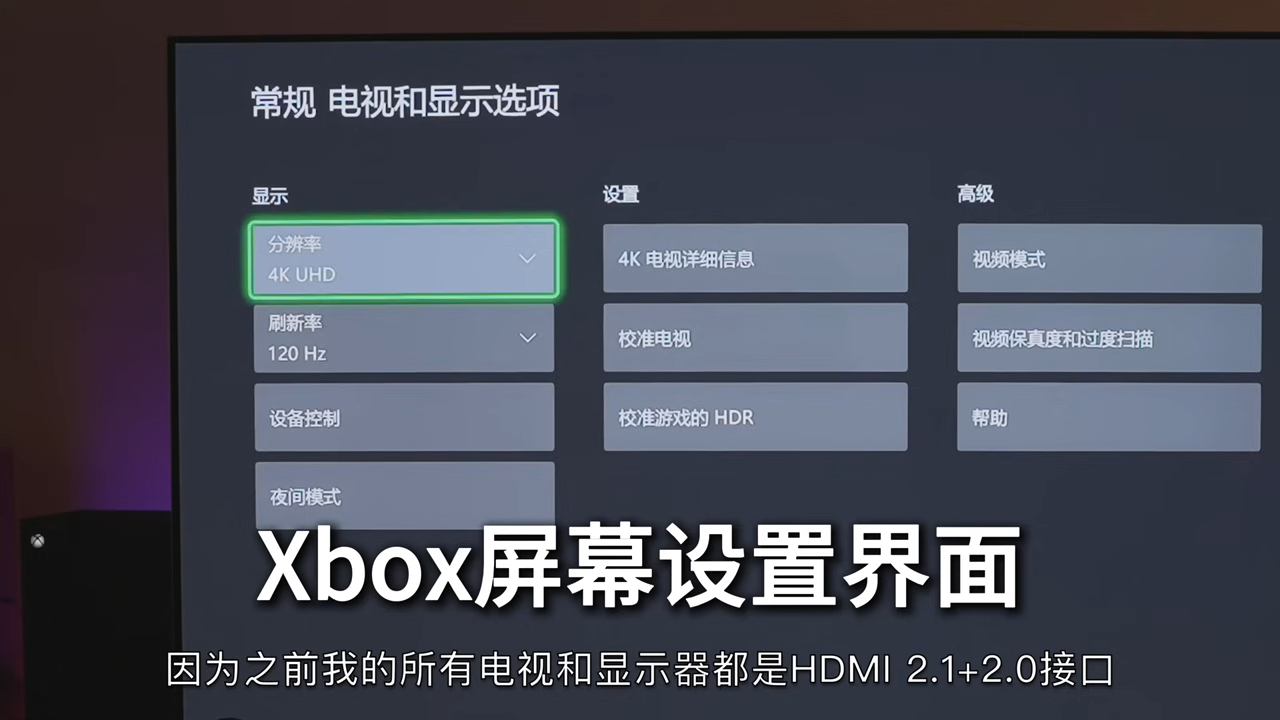 常规 电视和显示选项
显示
分辨率
4K UHD
刷新率
120 Hz
设备控制
夜间模式
设置
4K 电视详细信息
校准电视
校准游戏的 HDR
高级
视频模式
视频保真度和过度扫描
帮助
Xbox屏幕设置界面
因为之前我的所有电视和显示器都是HDMI 2.1+2.0接口